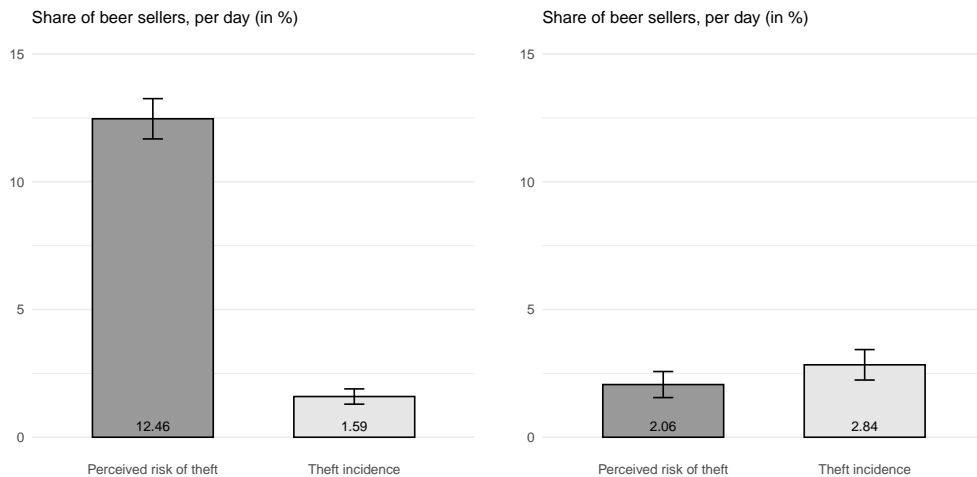 Share of beer sellers, per day (in %)
15
10
5
0
12.46
1.59
Perceived risk of theft
Theft incidence
Share of beer sellers, per day (in %)
15
10
5
0
2.06
2.84
Perceived risk of theft
Theft incidence